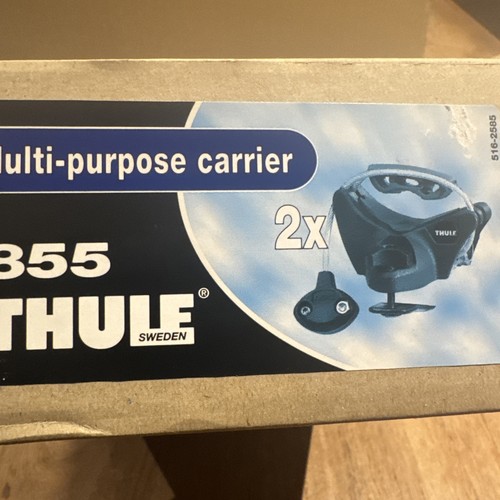 ulti-purpose carrier
855
THULE®
SWEDEN
2x
THULE
516-2585